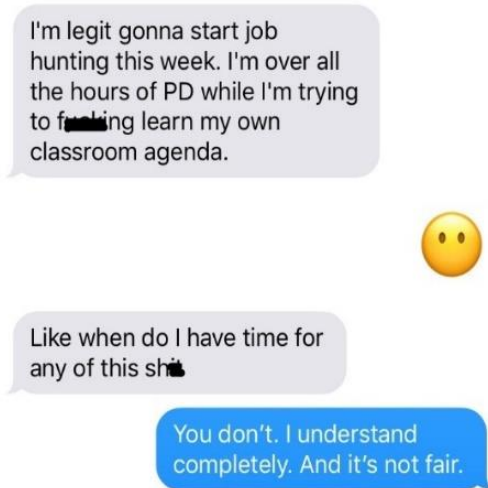 I'm legit gonna start job
hunting this week. I'm over all
the hours of PD while I'm trying
to learn my own
classroom agenda.
Like when do I have time for
any of this
You don't. I understand
completely. And it's not fair.